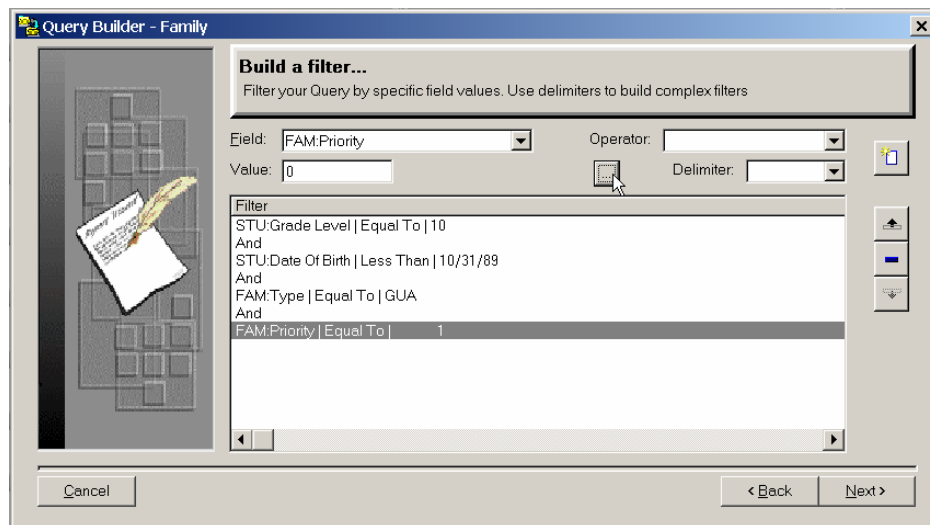 Query Builder - Family
Build a filter...
Filter your Query by specific field values. Use delimiters to build complex filters
Field: FAM:Priority Operator:
Value: 0 ... Delimiter:
Filter
STU:Grade Level | Equal To | 10
And
STU:Date Of Birth | Less Than | 10/31/89
And
FAM:Type | Equal To | GUA
And
FAM:Priority | Equal To | 1
Cancel < Back Next >